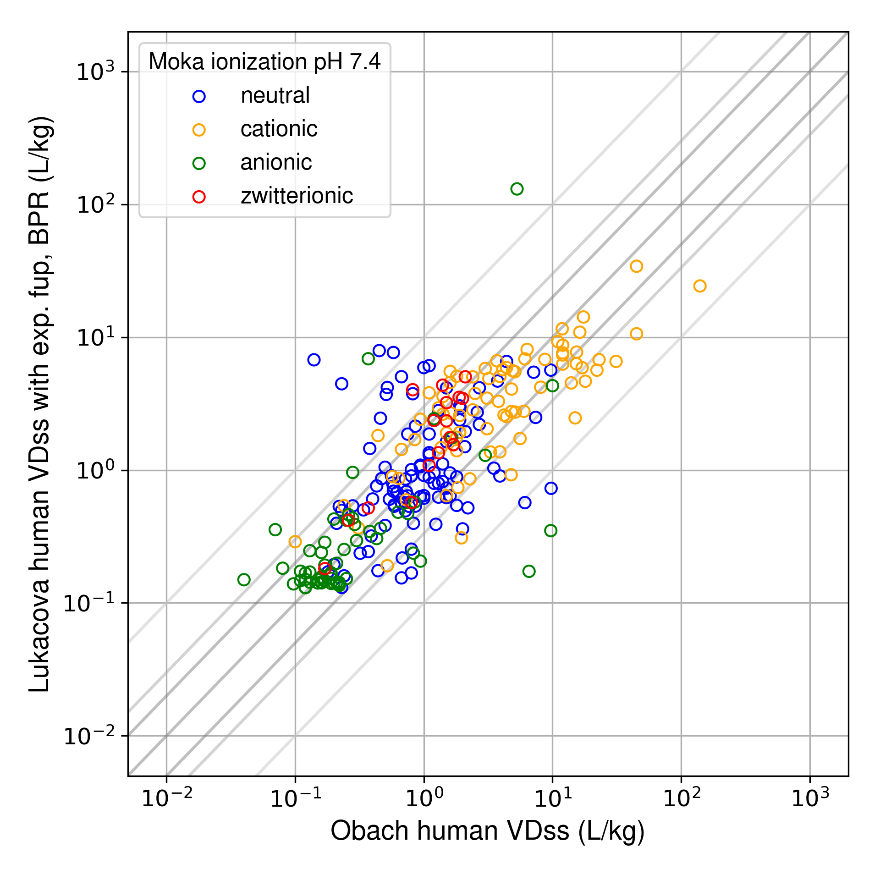 Moka ionization pH 7.4
neutral
cationic
anionic
zwitterionic
Lukacova human VDss with exp. fup, BPR (L/kg)
10³
10²
10¹
10⁰
10⁻¹
10⁻²
10⁻² 10⁻¹ 10⁰ 10¹ 10² 10³
Obach human VDss (L/kg)